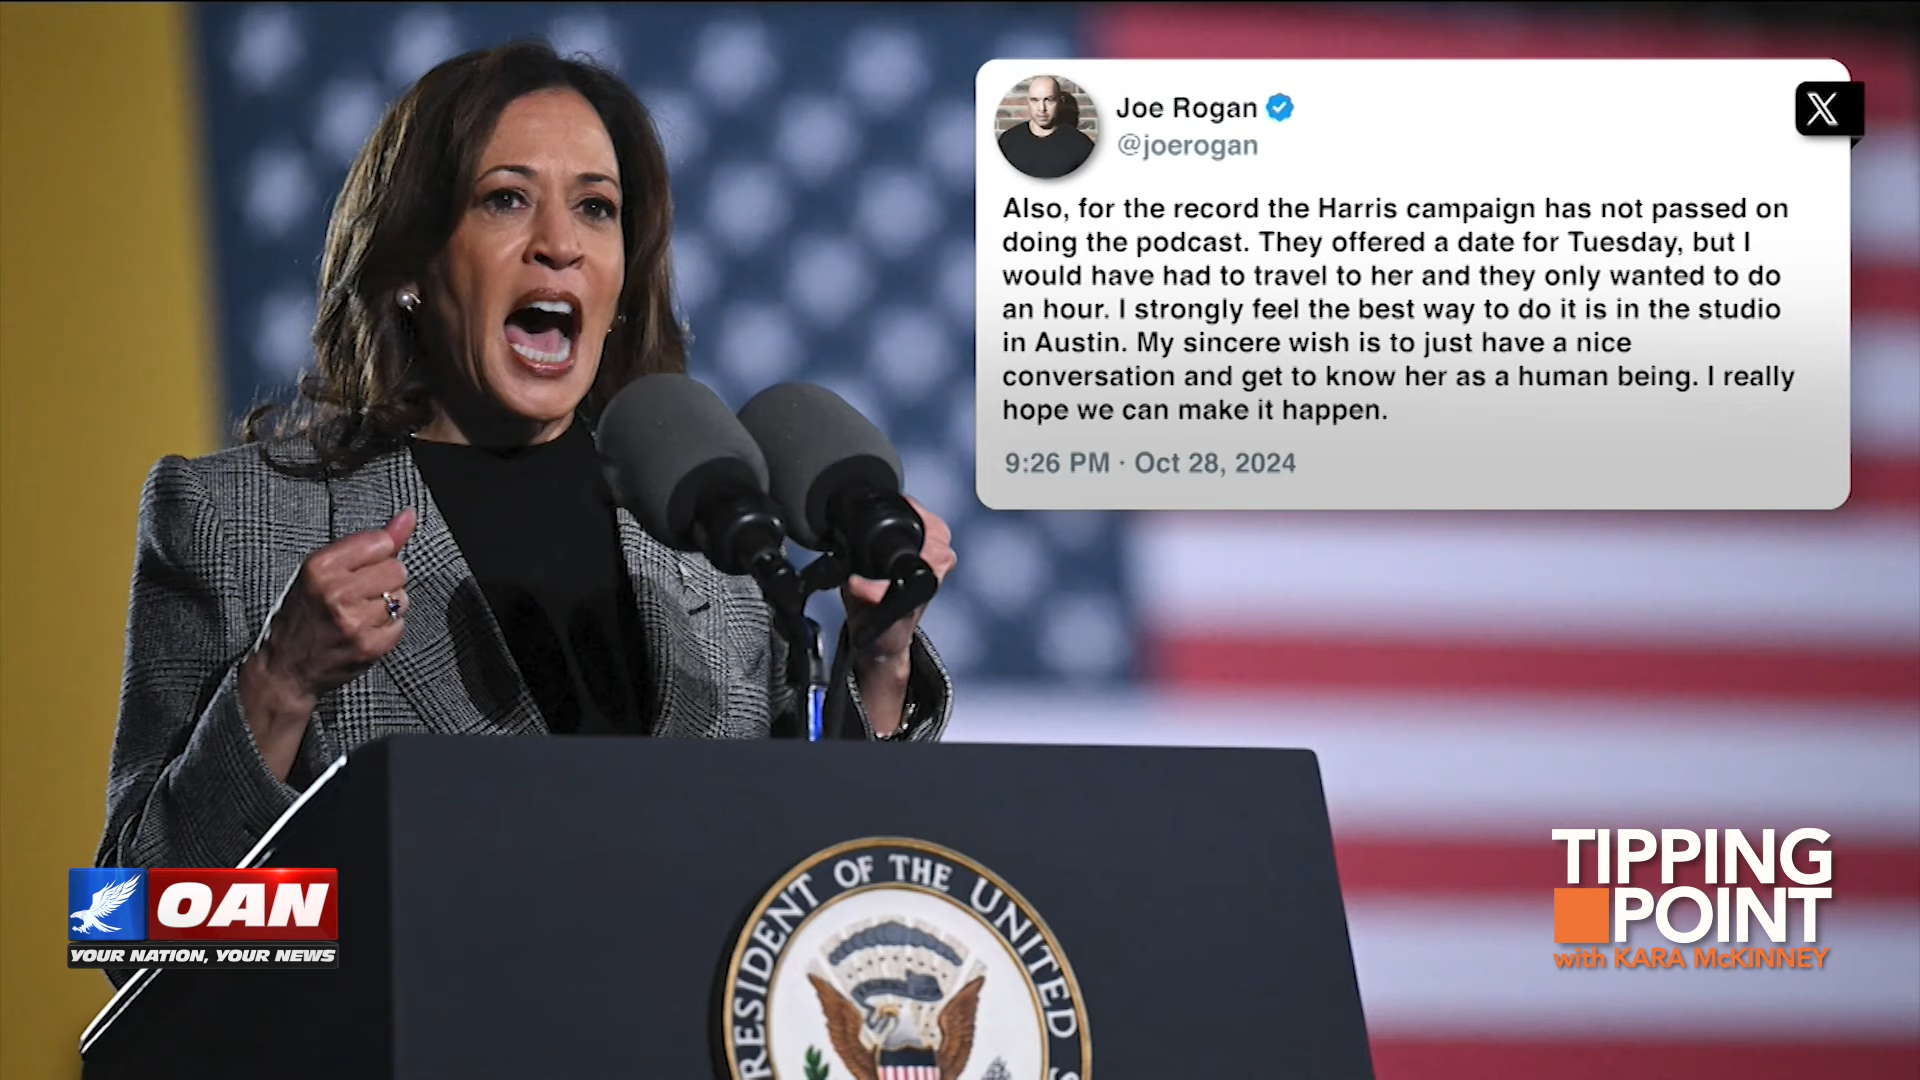 Joe Rogan
@joerogan
X
Also, for the record the Harris campaign has not passed on
doing the podcast. They offered a date for Tuesday, but I
would have had to travel to her and they only wanted to do
an hour. I strongly feel the best way to do it is in the studio
in Austin. My sincere wish is to just have a nice
conversation and get to know her as a human being. I really
hope we can make it happen.
9:26 PM · Oct 28, 2024
OAN
YOUR NATION, YOUR NEWS
TIPPING
POINT
with KARA McKINNEY
RESIDENT OF THE UNITED S